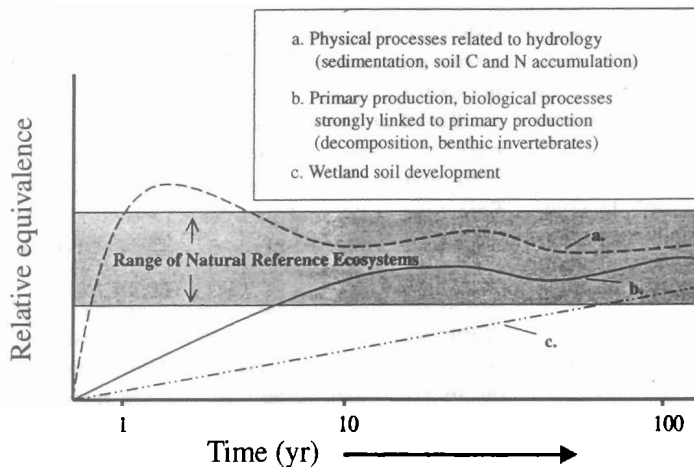 a. Physical processes related to hydrology
(sedimentation, soil C and N accumulation)
b. Primary production, biological processes
strongly linked to primary production
(decomposition, benthic invertebrates)
c. Wetland soil development
Relative equivalence
Range of Natural Reference Ecosystems
a.
b.
c.
1 10 100
Time (yr)